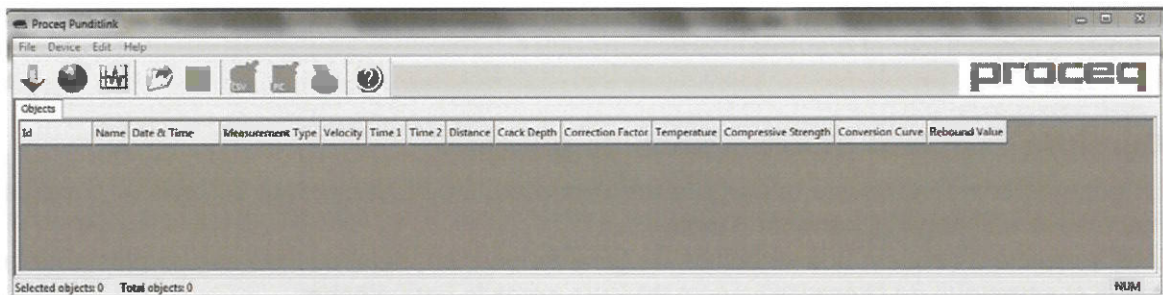 Proceq Punditlink
File Device Edit Help
CSV PIC ?
proceq
Objects
Id Name Date & Time Measurement Type Velocity Time 1 Time 2 Distance Crack Depth Correction Factor Temperature Compressive Strength Conversion Curve Rebound Value
Selected objects: 0 Total objects: 0 NUM